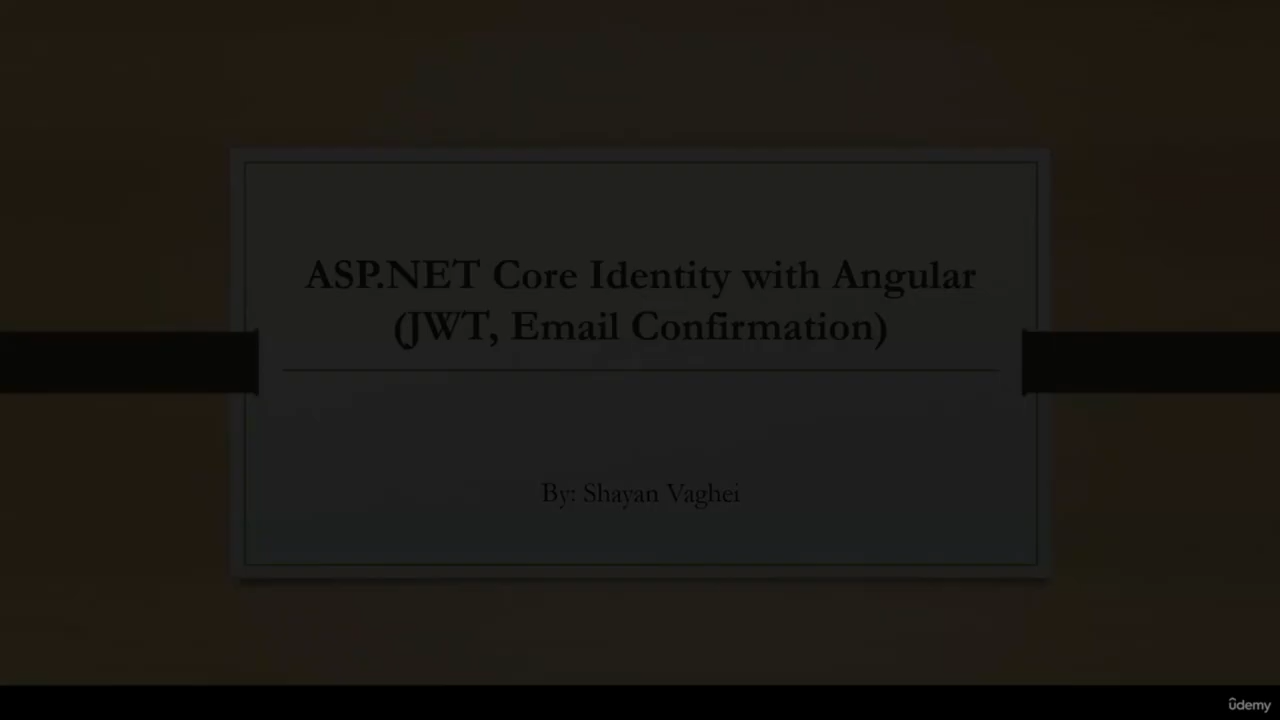 ASP.NET Core Identity with Angular
(JWT, Email Confirmation)
By: Shayan Vaghei
ûdemy